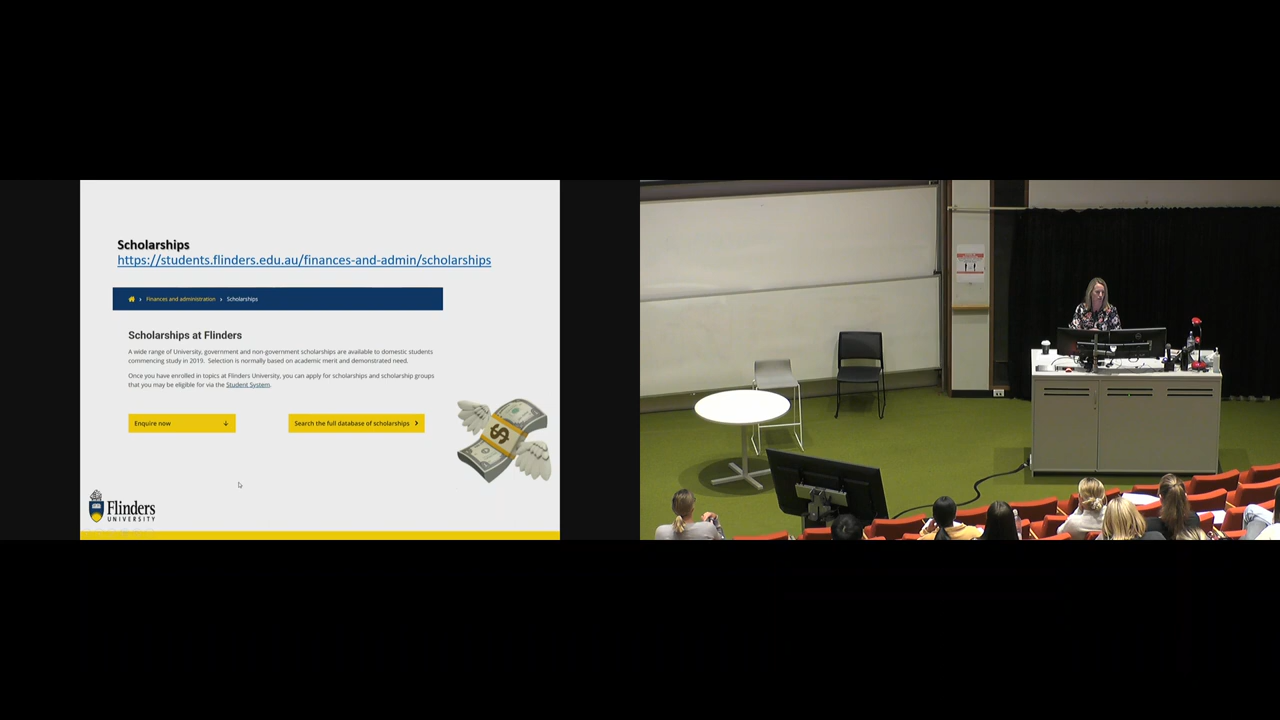 Scholarships
https://students.flinders.edu.au/finances-and-admin/scholarships
Finances and administration > Scholarships
Scholarships at Flinders
A wide range of University, government and non-government scholarships are available to domestic students
commencing study in 2019. Selection is normally based on academic merit and demonstrated need.
Once you have enrolled in topics at Flinders University, you can apply for scholarships and scholarship groups
that you may be eligible for via the Student System.
Enquire now
Search the full database of scholarships
Flinders
UNIVERSITY